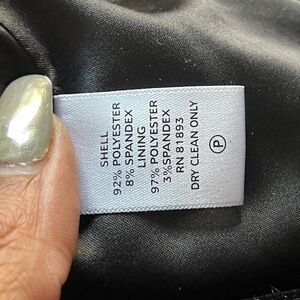 SHELL
92% POLYESTER
8% SPANDEX
LINING
97% POLYESTER
3%SPANDEX
RN 81893
DRY CLEAN ONLY
P